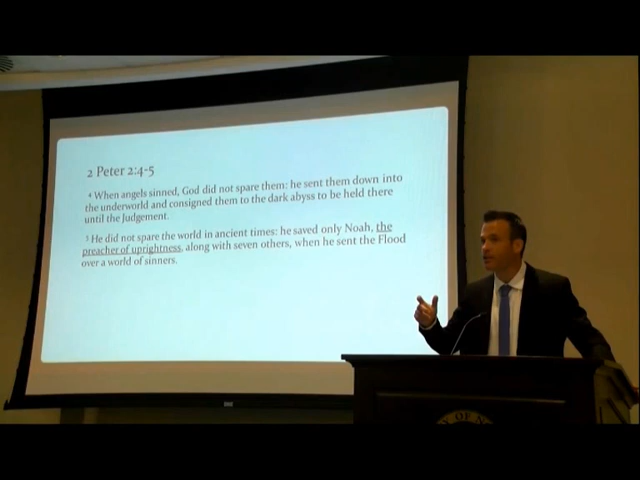 2 Peter 2:4-5
4 When angels sinned, God did not spare them: he sent them down into
the underworld and consigned them to the dark abyss to be held there
until the Judgement.
5 He did not spare the world in ancient times: he saved only Noah, the
preacher of uprightness, along with seven others, when he sent the Flood
over a world of sinners.
Y OF N